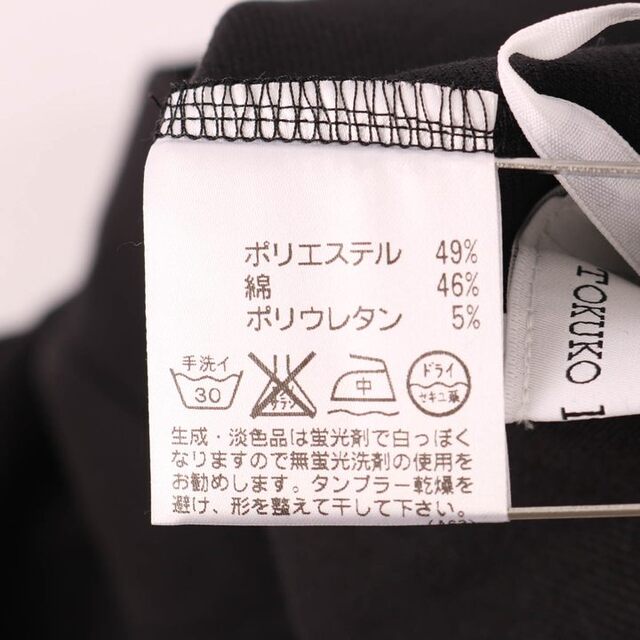 ポリエステル 49%
綿 46%
ポリウレタン 5%
手洗イ 30
中
ドライ
セキユ系
生成・淡色品は蛍光剤で白っぽく
なりますので無蛍光洗剤の使用を
お勧めします。タンブラー乾燥を
避け、形を整えて干して下さい。
TOKUKO 1